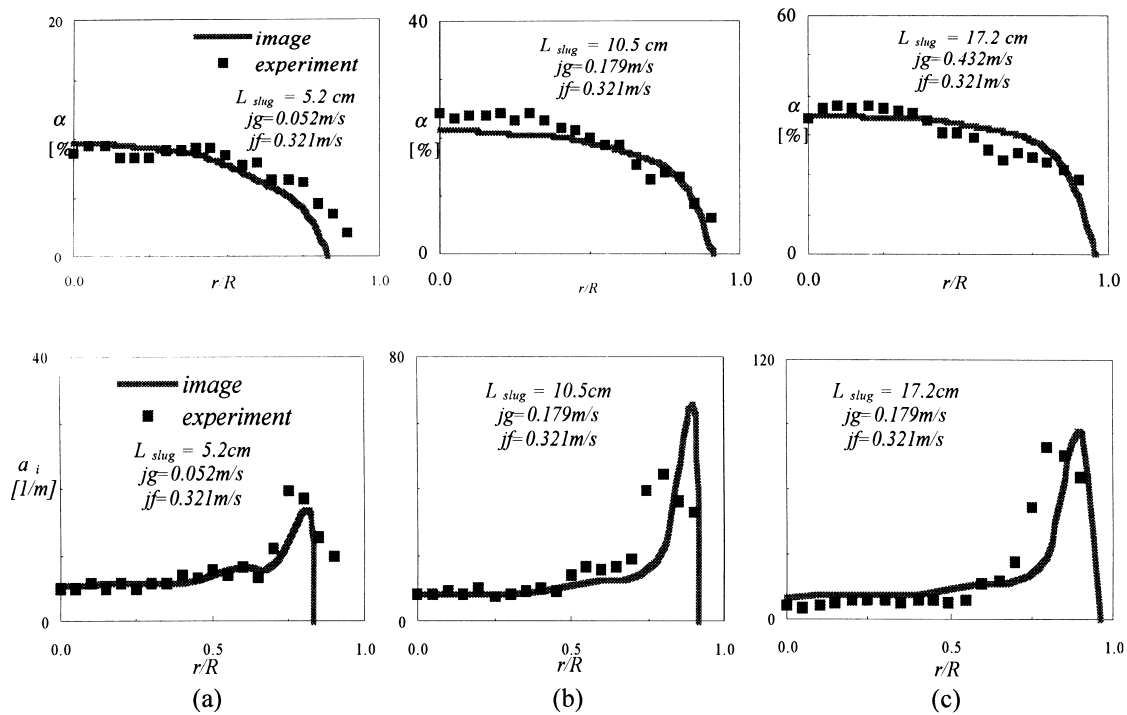 20
image
experiment
L slug = 5.2 cm
jg=0.052m/s
jf=0.321m/s
α
[%
0
0.0
1.0
r/R
40
L slug = 10.5 cm
jg=0.179m/s
jf=0.321m/s
α
[%]
0
0.0
1.0
r/R
60
L slug = 17.2 cm
jg=0.432m/s
jf=0.321m/s
α
[%]
0
0.0
1.0
r/R
40
image
experiment
L slug = 5.2cm
jg=0.052m/s
jf=0.321m/s
a i
[1/m]
0
0.0
0.5
1.0
r/R
(a)
80
L slug = 10.5cm
jg=0.179m/s
jf=0.321m/s
0
0.0
0.5
1.0
r/R
(b)
120
L slug = 17.2cm
jg=0.179m/s
jf=0.321m/s
0
0.0
0.5
1.0
r/R
(c)